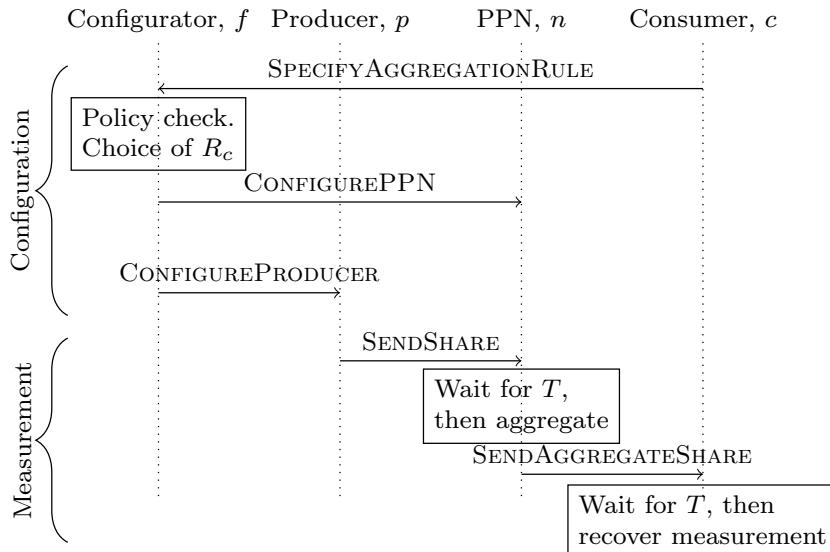 Configurator, f Producer, p PPN, n Consumer, c
SPECIFYAGGREGATIONRULE
Policy check.
Choice of R_c
CONFIGUREPPN
CONFIGUREPRODUCER
Configuration
SENDSHARE
Wait for T,
then aggregate
SENDAGGREGATESHARE
Wait for T, then
recover measurement
Measurement